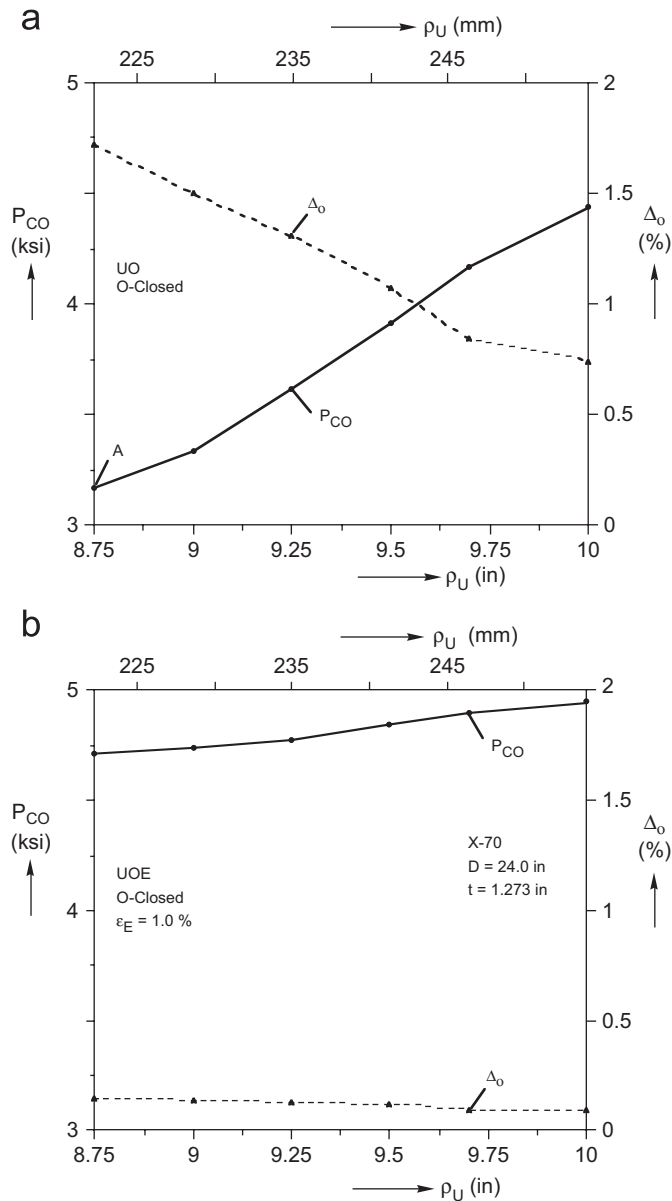 a
ρU (mm)
225 235 245
5 2
PCO
(ksi)
Δo
(%)
4.5
Δo
1.5
UO
O-Closed
4 1
PCO
0.5
A
3 0
8.75 9 9.25 9.5 9.75 10
ρU (in)
b
ρU (mm)
225 235 245
5 2
PCO
1.5
PCO
(ksi)
Δo
(%)
UOE
O-Closed
εE = 1.0 %
X-70
D = 24.0 in
t = 1.273 in
4 1
0.5
Δo
3 0
8.75 9 9.25 9.5 9.75 10
ρU (in)